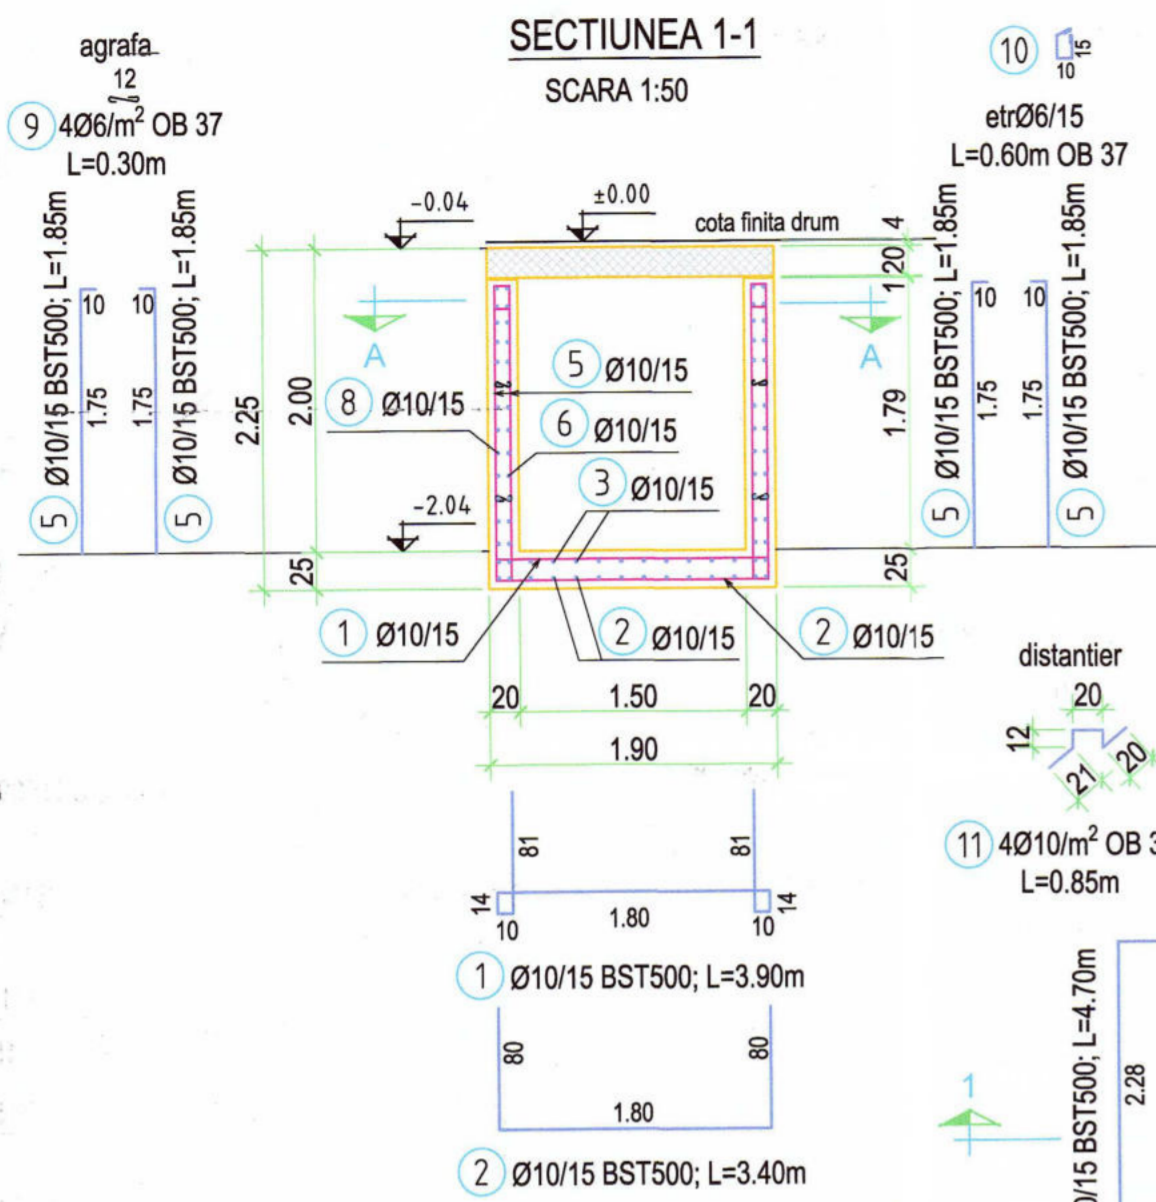 SECTIUNEA 1-1
SCARA 1:50
agrafa
12
9 4Ø6/m² OB 37
L=0.30m
10
10
15
etrØ6/15
L=0.60m OB 37
-0.04
±0.00
cota finita drum
4
20
1
1.79
25
5 Ø10/15 BST500; L=1.85m
10
1.75
5 Ø10/15 BST500; L=1.85m
10
1.75
2.25
2.00
25
A
A
5 Ø10/15
8 Ø10/15
6 Ø10/15
3 Ø10/15
-2.04
1 Ø10/15
2 Ø10/15
2 Ø10/15
5 Ø10/15 BST500; L=1.85m
10
1.75
5 Ø10/15 BST500; L=1.85m
10
1.75
20
1.50
20
1.90
distantier
20
12
21
20
11 4Ø10/m² OB 3
L=0.85m
81
81
14
10
1.80
10
14
1 Ø10/15 BST500; L=3.90m
80
80
1.80
2 Ø10/15 BST500; L=3.40m
1
0/15 BST500; L=4.70m
2.28